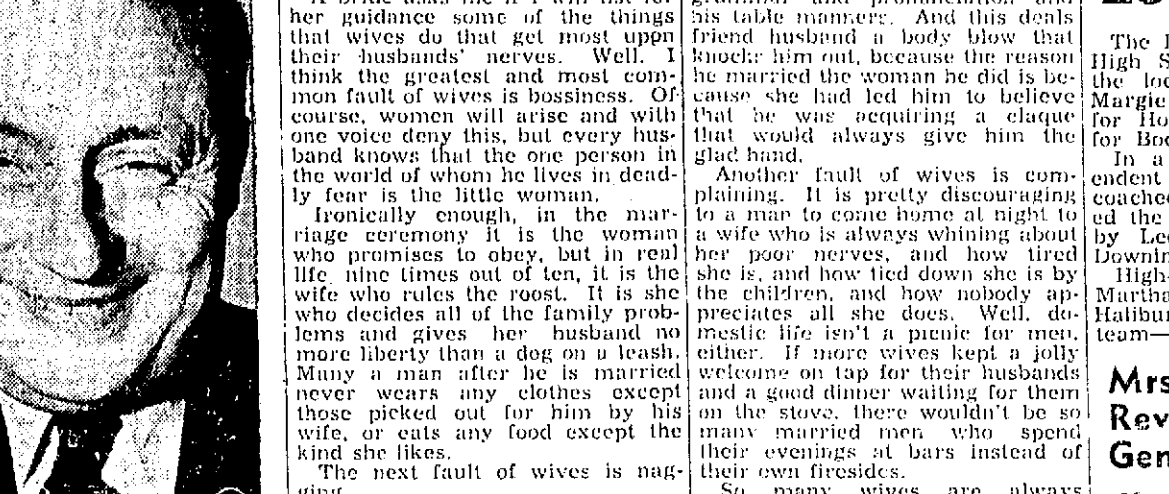 her guidance some of the things
that wives do that get most uppn
their husbands' nerves. Well. I
think the greatest and most com-
mon fault of wives is bossiness. Of
course, women will arise and with
one voice deny this, but every hus-
band knows that the one person in
the world of whom he lives in dead-
ly fear is the little woman.
Ironically enough, in the mar-
riage ceremony it is the woman
who promises to obey, but in real
life, nine times out of ten, it is the
wife who rules the roost. It is she
who decides all of the family prob-
lems and gives her husband no
more liberty than a dog on a leash.
Many a man after he is married
never wears any clothes except
those picked out for him by his
wife, or eats any food except the
kind she likes.
The next fault of wives is nag-
ging.
grammar and pronunciation and
his table manners. And this deals
friend husband a body blow that
knocks him out, because the reason
he married the woman he did is be-
cause she had led him to believe
that he was acquiring a claque
that would always give him the
glad hand.
Another fault of wives is com-
plaining. It is pretty discouraging
to a man to come home at night to
a wife who is always whining about
her poor nerves, and how tired
she is, and how tied down she is by
the children, and how nobody ap-
preciates all she does. Well, do-
mestic life isn't a picnic for men,
either. If more wives kept a jolly
welcome on tap for their husbands
and a good dinner waiting for them
on the stove, there wouldn't be so
many married men who spend
their evenings at bars instead of
their own firesides.
So many wives are always
The
High S
the
Margie
for Ho
for Boo
In a
endent
coached
ed the
by Le
Downin
High-
Martha
Halibur
team—
Mrs
Rev
Gen